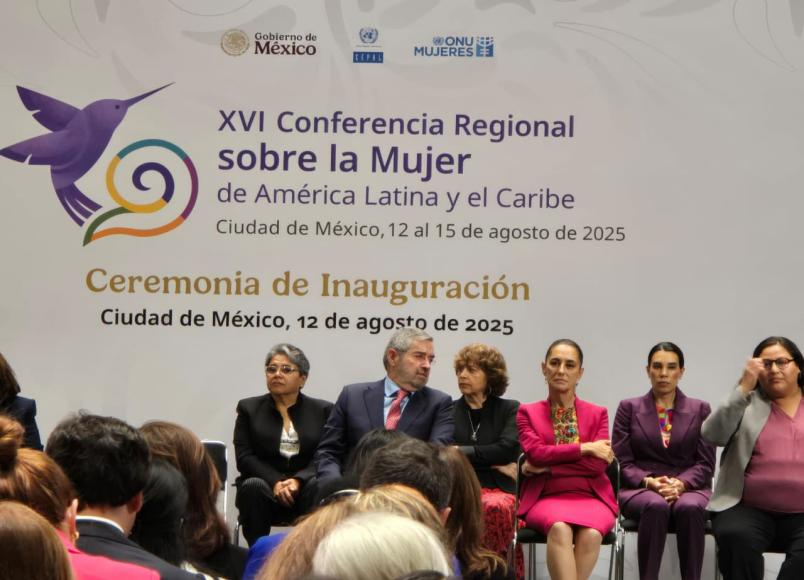 Gobierno de
México
CEPAL
ONU
MUJERES
XVI Conferencia Regional
sobre la Mujer
de América Latina y el Caribe
Ciudad de México, 12 al 15 de agosto de 2025
Ceremonia de Inauguración
Ciudad de México, 12 de agosto de 2025